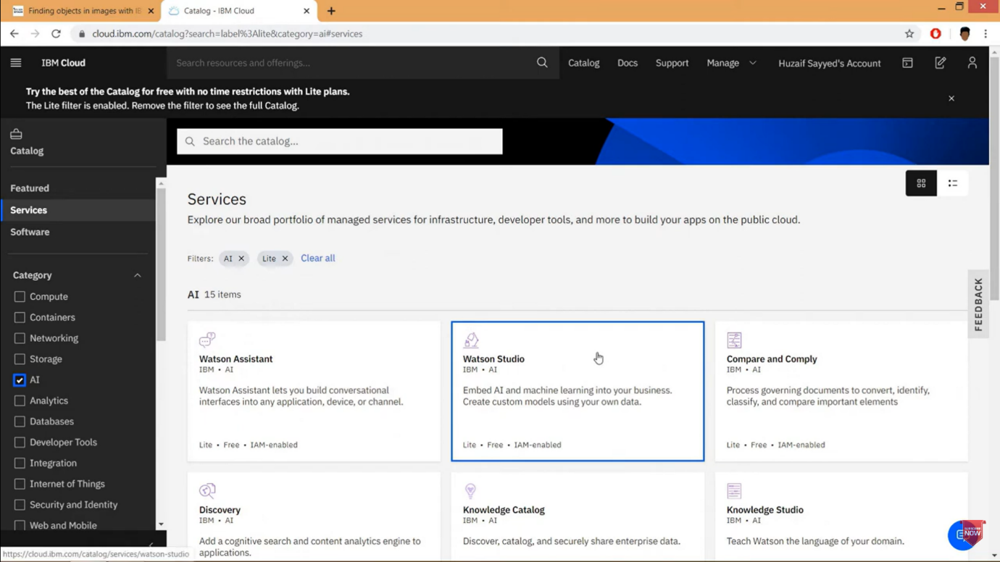 Finding objects in images with IB
Catalog - IBM Cloud
cloud.ibm.com/catalog?search=label%3Alite&category=ai#services
IBM Cloud
Search resources and offerings...
Catalog
Docs
Support
Manage
Huzaif Sayyed's Account
Try the best of the Catalog for free with no time restrictions with Lite plans.
The Lite filter is enabled. Remove the filter to see the full Catalog.
Catalog
Search the catalog...
Featured
Services
Software
Services
Explore our broad portfolio of managed services for infrastructure, developer tools, and more to build your apps on the public cloud.
Filters: AI Lite Clear all
Category
Compute
Containers
Networking
Storage
AI
Analytics
Databases
Developer Tools
Integration
Internet of Things
Security and Identity
Web and Mobile
AI 15 items
Watson Assistant
IBM • AI
Watson Assistant lets you build conversational
interfaces into any application, device, or channel.
Lite • Free • IAM-enabled
Watson Studio
IBM • AI
Embed AI and machine learning into your business.
Create custom models using your own data.
Lite • Free • IAM-enabled
Compare and Comply
IBM • AI
Process governing documents to convert, identify,
classify, and compare important elements
Lite • Free • IAM-enabled
Discovery
IBM • AI
Add a cognitive search and content analytics engine to
applications.
Knowledge Catalog
IBM • AI
Discover, catalog, and securely share enterprise data.
Knowledge Studio
IBM • AI
Teach Watson the language of your domain.
FEEDBACK
SUBSCRIBE
NOW
https://cloud.ibm.com/catalog/services/watson-studio